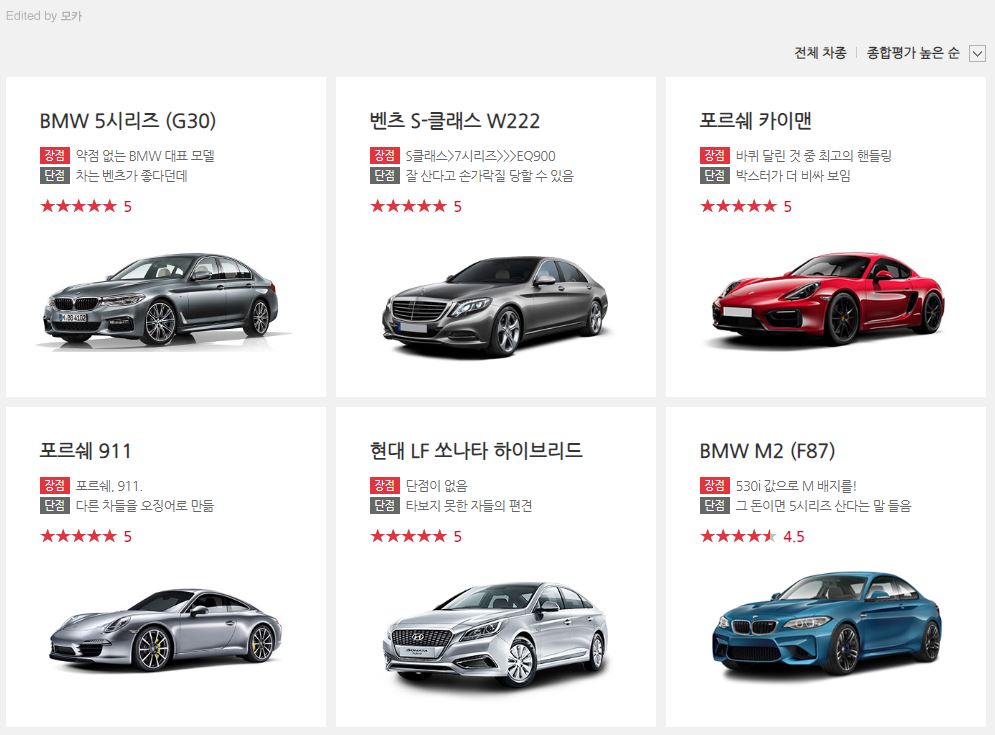 Edited by 모카
전체 차종 | 종합평가 높은 순
BMW 5시리즈 (G30)
장점 약점 없는 BMW 대표 모델
단점 차는 벤츠가 좋다던데
★★★★★ 5
벤츠 S-클래스 W222
장점 S클래스>7시리즈>>>EQ900
단점 잘 산다고 손가락질 당할 수 있음
★★★★★ 5
포르쉐 카이맨
장점 바퀴 달린 것 중 최고의 핸들링
단점 박스터가 더 비싸 보임
★★★★★ 5
포르쉐 911
장점 포르쉐, 911.
단점 다른 차들을 오징어로 만듦
★★★★★ 5
현대 LF 쏘나타 하이브리드
장점 단점이 없음
단점 타보지 못한 자들의 편견
★★★★★ 5
BMW M2 (F87)
장점 530i 값으로 M 배지를!
단점 그 돈이면 5시리즈 산다는 말 들음
4.5